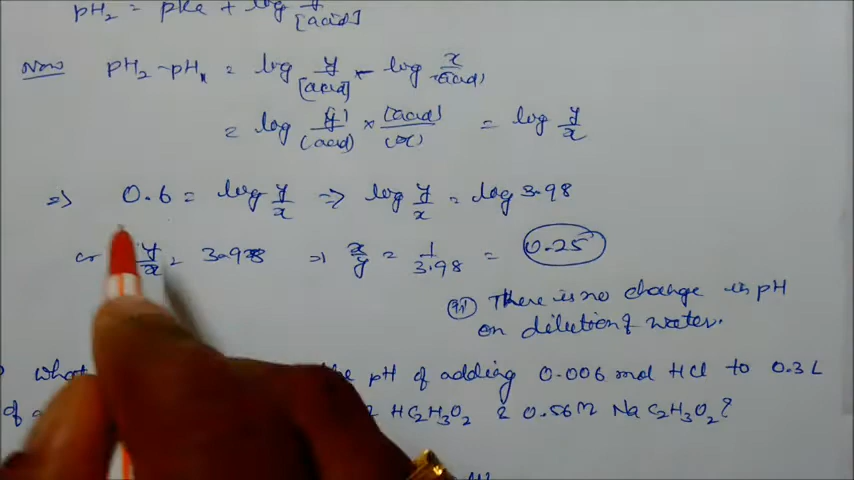 pH₂ = pKa + log y/[acid]
Now pH₂ - pH₁ = log y/[acid] - log x/(acid)
= log (y)/(acid) × [acid]/(x) = log y/x
⇒ 0.6 = log y/x ⇒ log y/x = log 3.98
or y/x = 3.98 ⇒ x/y = 1/3.98 = 0.25
There is no change in pH
on dilution of water.
what the pH of adding 0.006 mol HCl to 0.3 L
of HC₂H₃O₂ & 0.56M NaC₂H₃O₂?